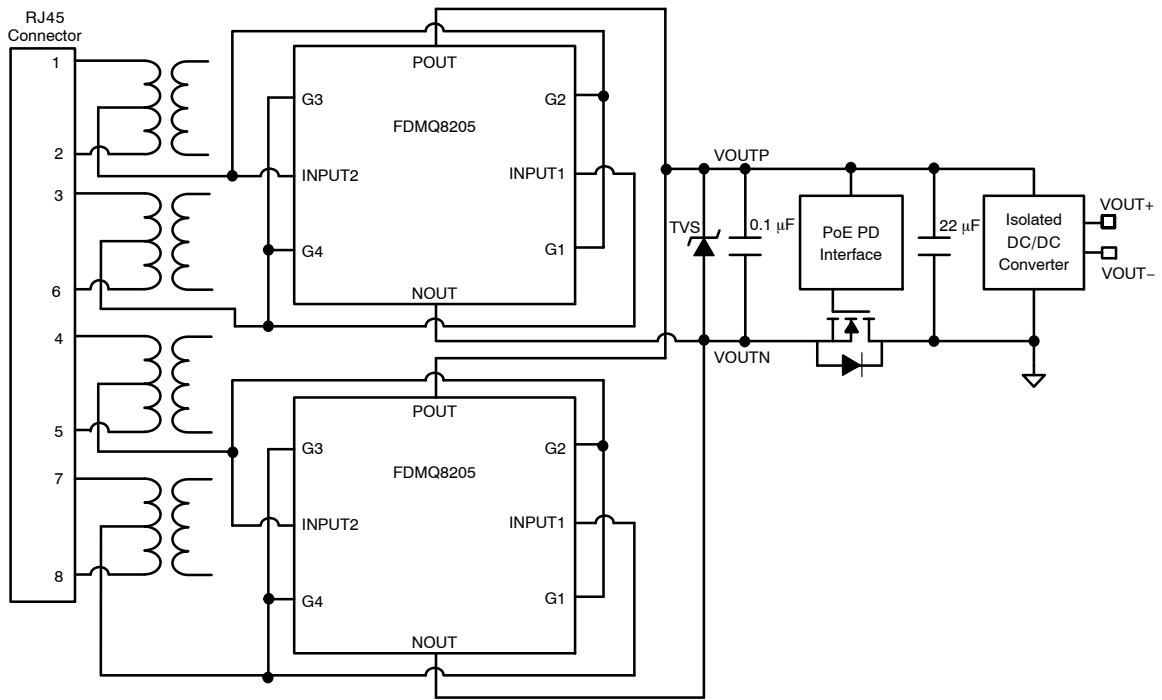 RJ45
Connector
1
2
3
6
4
5
7
8
POUT
G3
G2
FDMQ8205
INPUT2
INPUT1
G4
G1
NOUT
POUT
G3
G2
FDMQ8205
INPUT2
INPUT1
G4
G1
NOUT
VOUTP
TVS
0.1 μF
PoE PD
Interface
22 μF
Isolated
DC/DC
Converter
VOUT+
VOUT−
VOUTN